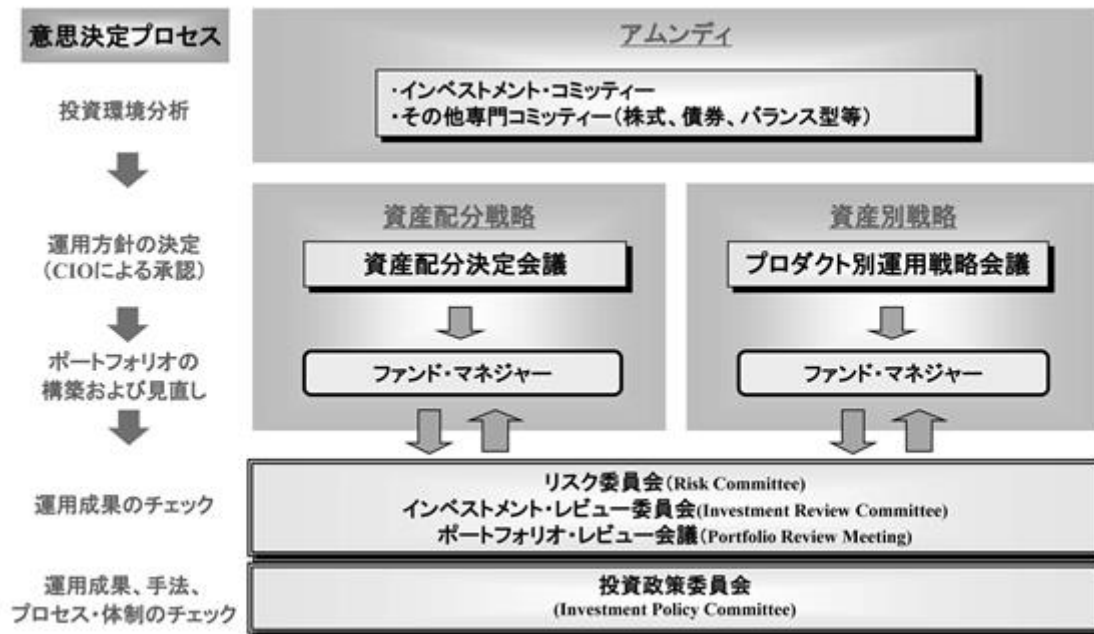 意思決定プロセス
アムンディ
投資環境分析
・インベストメント・コミッティー
・その他専門コミッティー(株式、債券、バランス型等)
運用方針の決定
(CIOによる承認)
資産配分戦略
資産配分決定会議
資産別戦略
プロダクト別運用戦略会議
ポートフォリオの
構築および見直し
ファンド・マネジャー
ファンド・マネジャー
運用成果のチェック
リスク委員会(Risk Committee)
インベストメント・レビュー委員会(Investment Review Committee)
ポートフォリオ・レビュー会議(Portfolio Review Meeting)
運用成果、手法、
プロセス・体制のチェック
投資政策委員会
(Investment Policy Committee)